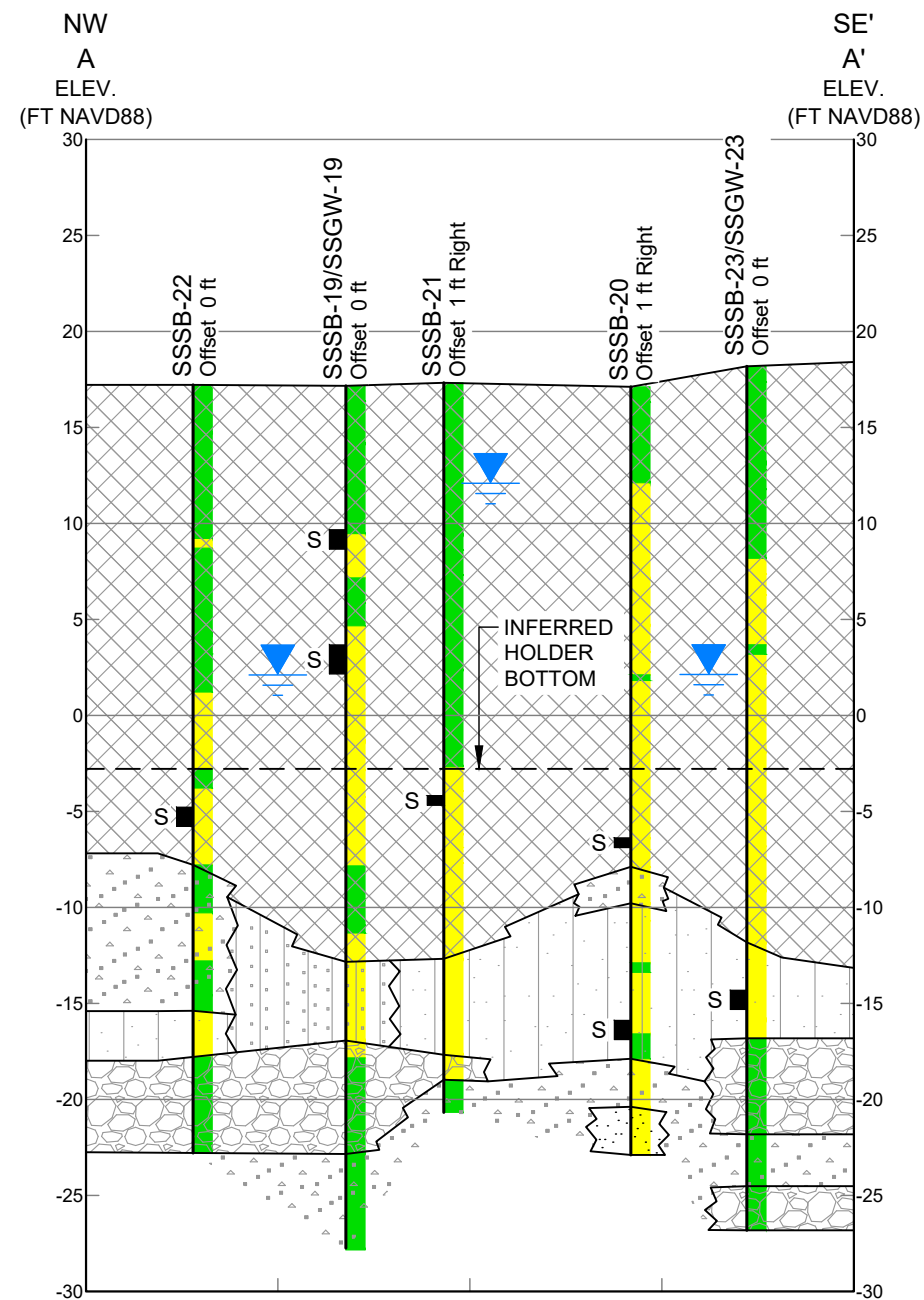 NW
A
ELEV.
(FT NAVD88)
SE'
A'
ELEV.
(FT NAVD88)
30
25
20
15
10
5
0
-5
-10
-15
-20
-25
-30
30
25
20
15
10
5
0
-5
-10
-15
-20
-25
-30
SSSB-22
Offset 0 ft
SSSB-19/SSGW-19
Offset 0 ft
SSSB-21
Offset 1 ft Right
SSSB-20
Offset 1 ft Right
SSSB-23/SSGW-23
Offset 0 ft
S
S
INFERRED
HOLDER
BOTTOM
S
S
S
S
S